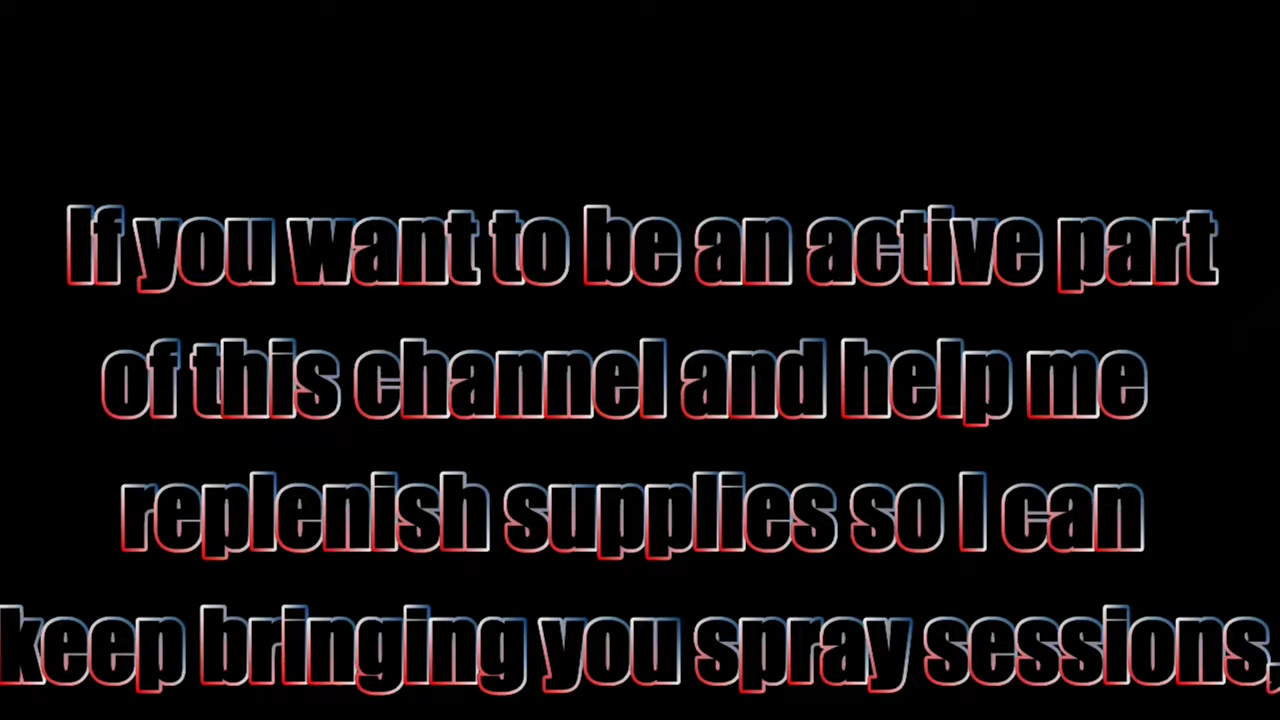 If you want to be an active part
of this channel and help me
replenish supplies so I can
keep bringing you spray sessions,